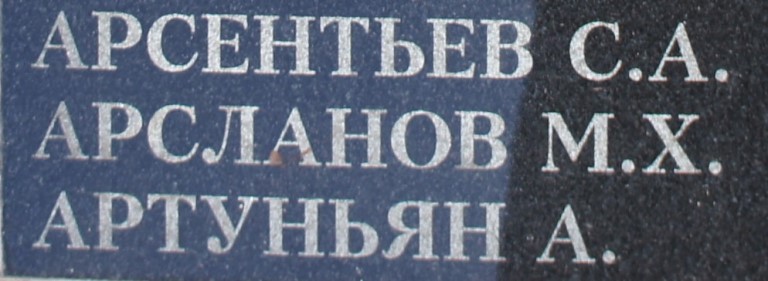 АРСЕНТЬЕВ С.А.
АРСЛАНОВ М.Х.
АРТУНЬЯН А.